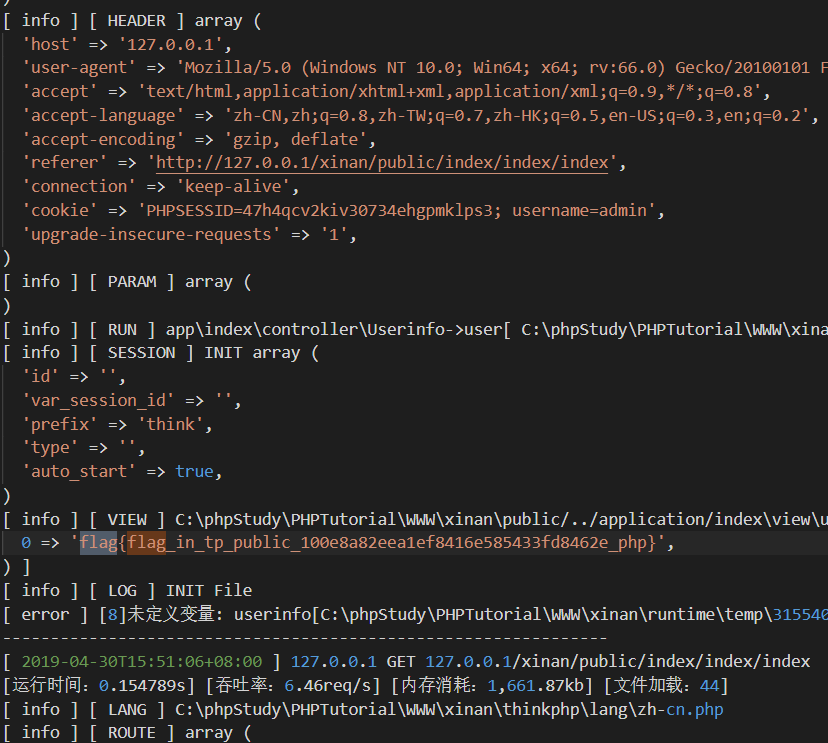 )
[ info ] [ HEADER ] array (
'host' => '127.0.0.1',
'user-agent' => 'Mozilla/5.0 (Windows NT 10.0; Win64; x64; rv:66.0) Gecko/20100101 F
'accept' => 'text/html,application/xhtml+xml,application/xml;q=0.9,*/*;q=0.8',
'accept-language' => 'zh-CN,zh;q=0.8,zh-TW;q=0.7,zh-HK;q=0.5,en-US;q=0.3,en;q=0.2',
'accept-encoding' => 'gzip, deflate',
'referer' => 'http://127.0.0.1/xinan/public/index/index/index',
'connection' => 'keep-alive',
'cookie' => 'PHPSESSID=47h4qcv2kiv30734ehgpmklps3; username=admin',
'upgrade-insecure-requests' => '1',
)
[ info ] [ PARAM ] array (
)
[ info ] [ RUN ] app\index\controller\Userinfo->user[ C:\phpStudy\PHPTutorial\WWW\xina
[ info ] [ SESSION ] INIT array (
'id' => '',
'var_session_id' => '',
'prefix' => 'think',
'type' => '',
'auto_start' => true,
)
[ info ] [ VIEW ] C:\phpStudy\PHPTutorial\WWW\xinan\public/../application/index\view\u
0 => 'flag{flag_in_tp_public_100e8a82eea1ef8416e585433fd8462e_php}',
) ]
[ info ] [ LOG ] INIT File
[ error ] [8]未定义变量: userinfo[C:\phpStudy\PHPTutorial\WWW\xinan\runtime\temp\315540
---------------------------------------------------------------
[ 2019-04-30T15:51:06+08:00 ] 127.0.0.1 GET 127.0.0.1/xinan/public/index/index/index
[运行时间：0.154789s] [吞吐率：6.46req/s] [内存消耗：1,661.87kb] [文件加载：44]
[ info ] [ LANG ] C:\phpStudy\PHPTutorial\WWW\xinan\thinkphp\lang\zh-cn.php
[ info ] [ ROUTE ] array (